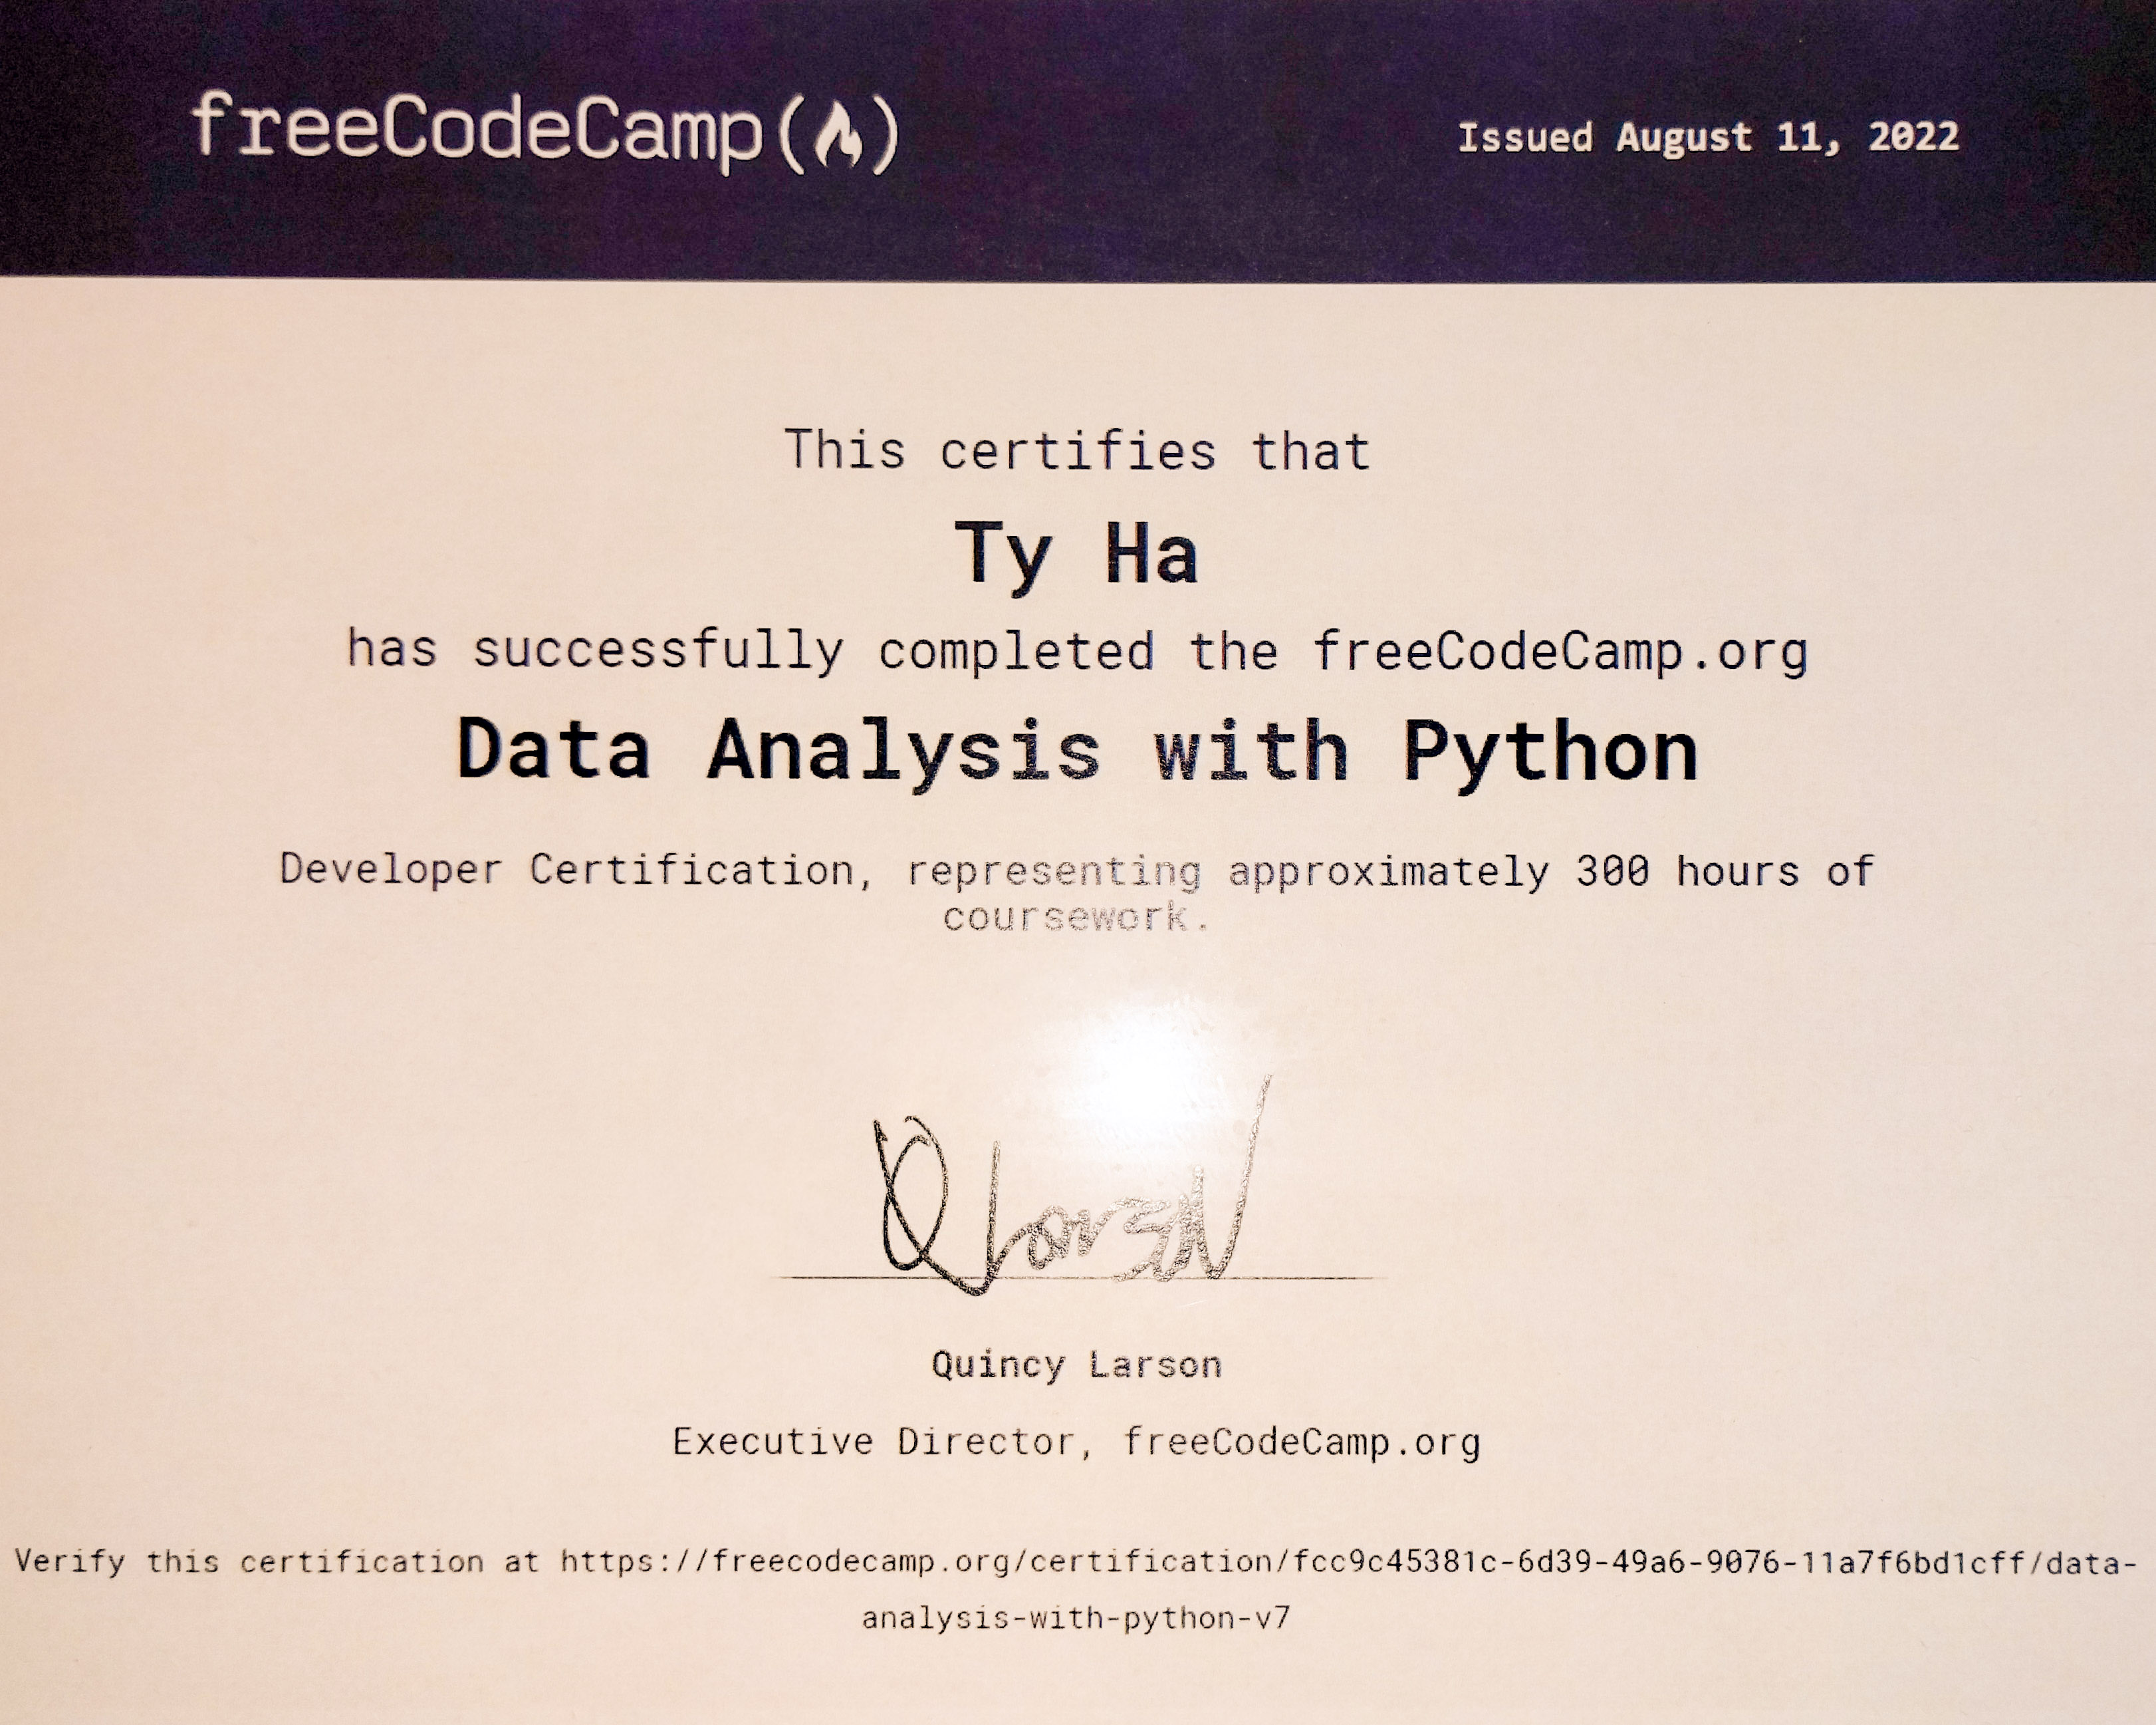 freeCodeCamp(🔥)
Issued August 11, 2022
This certifies that
Ty Ha
has successfully completed the freeCodeCamp.org
Data Analysis with Python
Developer Certification, representing approximately 300 hours of
coursework.
Q Larson
Quincy Larson
Executive Director, freeCodeCamp.org
Verify this certification at https://freecodecamp.org/certification/fcc9c45381c-6d39-49a6-9076-11a7f6bd1cff/data-
analysis-with-python-v7